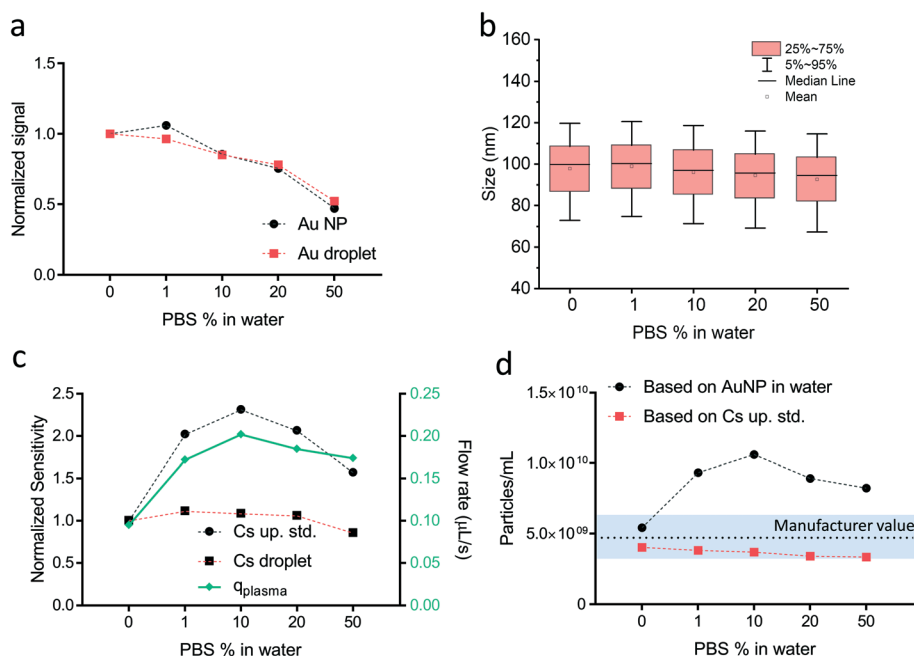 a
1.5
1.0
0.5
0.0
Normalized signal
Au NP
Au droplet
0 1 10 20 50
PBS % in water
b
160
140
120
100
80
60
40
Size (nm)
25%~75%
5%~95%
Median Line
Mean
0 1 10 20 50
PBS % in water
c
2.5
2.0
1.5
1.0
0.5
0.0
Normalized Sensitivity
0.25
0.20
0.15
0.10
0.05
0.00
Flow rate (µL/s)
Cs up. std.
Cs droplet
qplasma
0 1 10 20 50
PBS % in water
d
Based on AuNP in water
Based on Cs up. std.
1.5× 10¹⁰
1.0× 10¹⁰
5.0× 10⁰⁹
0
Particles/mL
Manufacturer value
0 1 10 20 50
PBS % in water